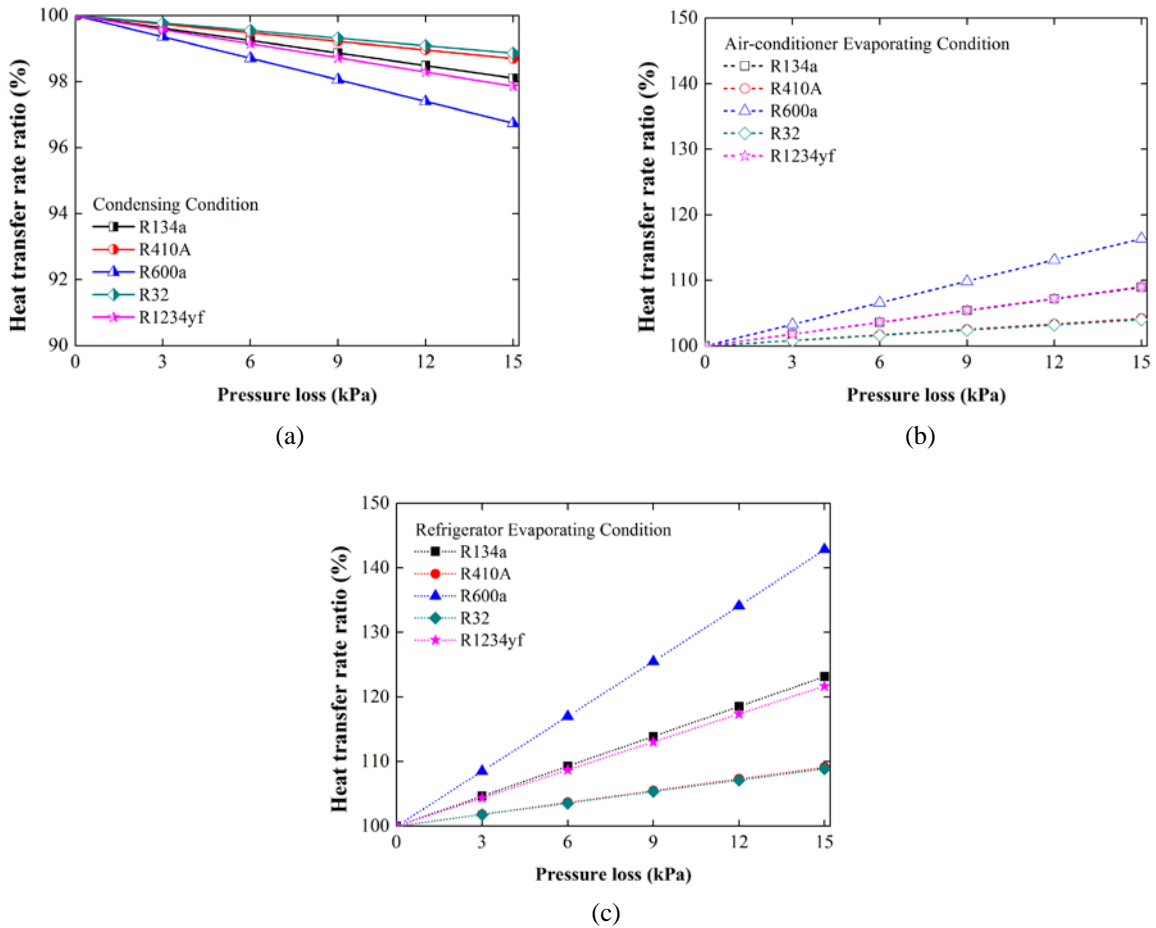 100
98
96
94
92
90
Heat transfer rate ratio (%)
Condensing Condition
R134a
R410A
R600a
R32
R1234yf
0 3 6 9 12 15
Pressure loss (kPa)
(a)
150
140
130
120
110
100
Heat transfer rate ratio (%)
Air-conditioner Evaporating Condition
R134a
R410A
R600a
R32
R1234yf
0 3 6 9 12 15
Pressure loss (kPa)
(b)
150
140
130
120
110
100
Heat transfer rate ratio (%)
Refrigerator Evaporating Condition
R134a
R410A
R600a
R32
R1234yf
0 3 6 9 12 15
Pressure loss (kPa)
(c)